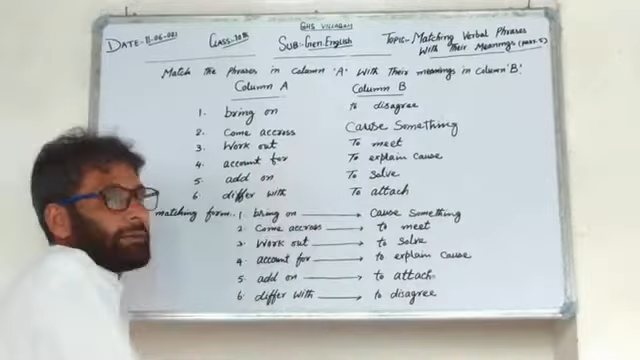 GHS VILLAGAM
DATE:-11-06-021 CLASS:-10th SUB:-Gen.English TOPIC:-Matching Verbal Phrases
With Their Meanings (PART-5)
Match the Phrases in column 'A' With Their meanings in column 'B'.
Column A Column B
1. bring on to disagree
2. Come accross Cause Something
3. Work out To meet
4. account for To explain cause
5. add on To solve
6. differ with To attach
matching form.. 1. bring on → Cause Something
2. Come accross → to meet
3. Work out → to solve
4. account for → to explain cause
5. add on → to attach
6. differ with → to disagree